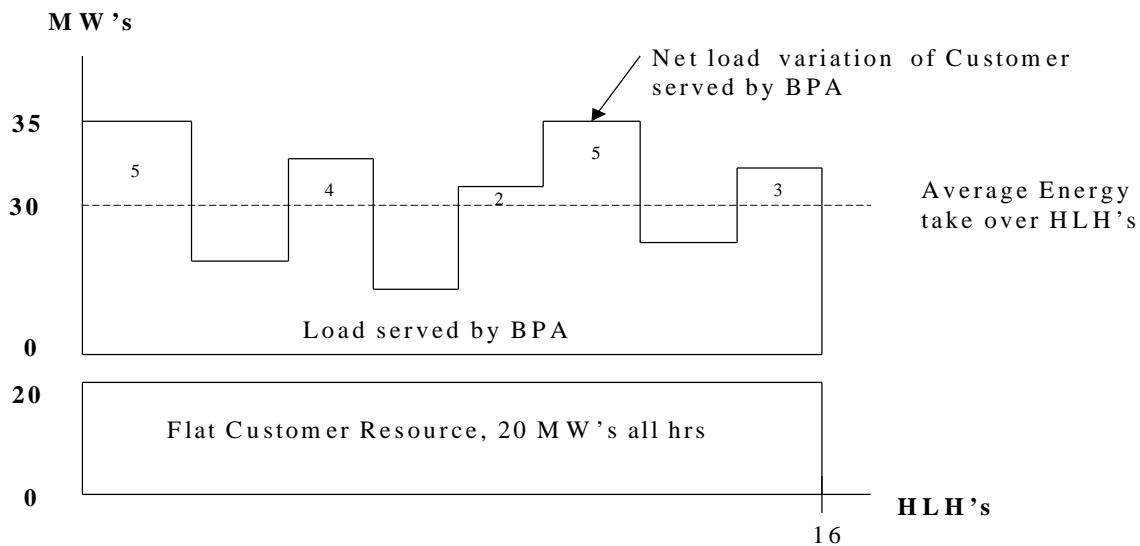 MW's
Net load variation of Customer
served by BPA
35
5
5
4
3
2
30
Average Energy
take over HLH's
Load served by BPA
0
20
Flat Customer Resource, 20 MW's all hrs
0
HLH's
16